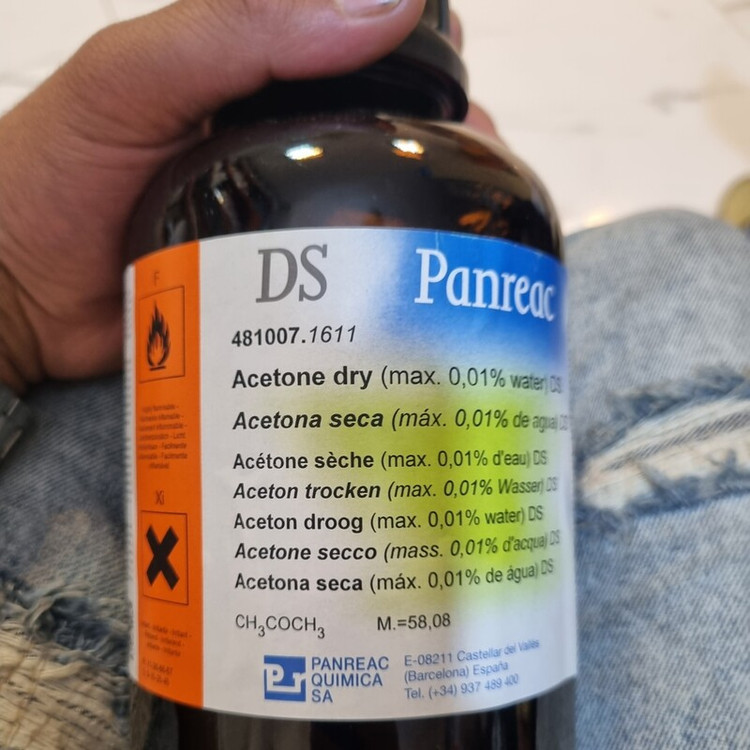 DS
Panreac
481007.1611
Acetone dry (max. 0,01% water) DS
Acetona seca (máx. 0,01% de agua) DS
Acétone sèche (max. 0,01% d'eau) DS
Aceton trocken (max. 0,01% Wasser) DS
Aceton droog (max. 0,01% water) DS
Acetone secco (mass. 0,01% d'acqua) DS
Acetona seca (máx. 0,01% de água) DS
CH₃COCH₃ M.=58,08
PANREAC
QUIMICA
SA
E-08211 Castellar del Vallès
(Barcelona) España
Tel. (+34) 937 489 400
F
Xi